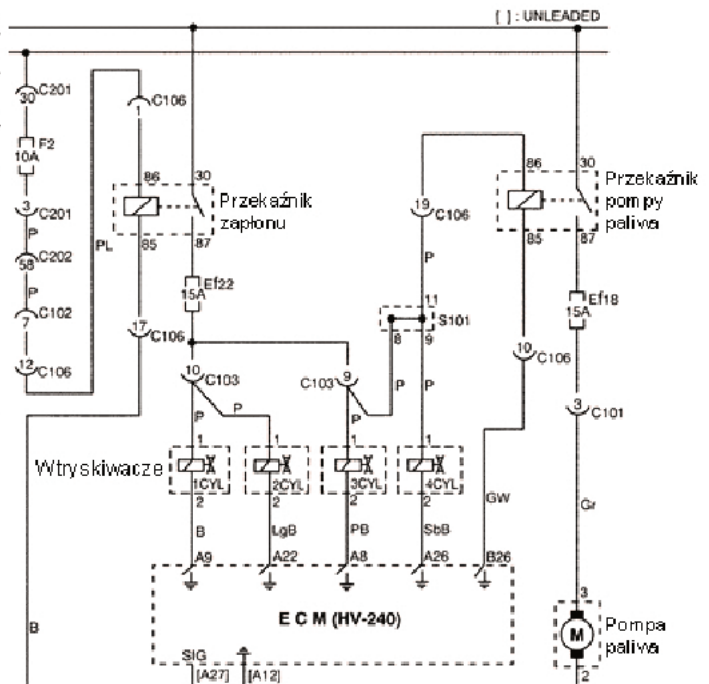 [ ] : UNLEADED
30
C201
F2
10A
3
C201
P
58
C202
P
7
C102
12
C106
PL
1
C106
86
30
Przekaźnik
zapłonu
85
87
Ef22
15A
17
C106
10
C103
P
P
9
C103
P
P
19
C106
P
11
S101
8
9
P
86
30
Przekaźnik
pompy
paliwa
85
87
Ef18
15A
10
C106
3
C101
Wtryskiwacze
1
1CYL
2
1
2CYL
2
1
3CYL
2
1
4CYL
2
GW
Gr
B
LgB
PB
SbB
A9
A22
A8
A26
B26
E C M (HV-240)
B
SIG
[A27]
[A12]
3
M
Pompa
paliwa
2